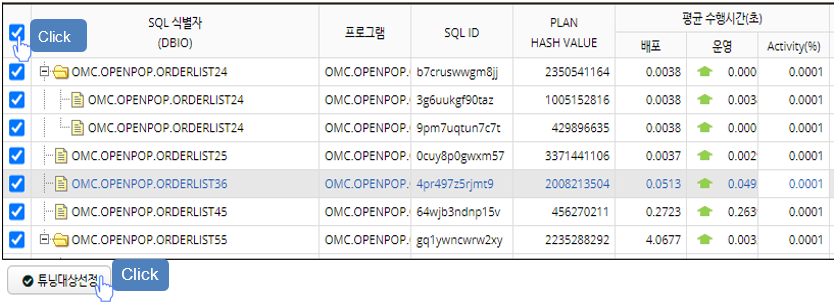 SQL 식별자 (DBIO) 프로그램 SQL ID PLAN HASH VALUE 평균 수행시간(초)
배포 운영 Activity(%)
Click
OMC.OPENPOP.ORDERLIST24 OMC.OPENPOP. b7cruswwgm8jj 2350541164 0.0038 0.000 0.0001
OMC.OPENPOP.ORDERLIST24 OMC.OPENPOP. 3g6uukgf90taz 1005152816 0.0038 0.003 0.0001
OMC.OPENPOP.ORDERLIST24 OMC.OPENPOP. 9pm7uqtun7c7t 429896635 0.0038 0.000 0.0001
OMC.OPENPOP.ORDERLIST25 OMC.OPENPOP. 0cuy8p0gwxm57 3371441106 0.0037 0.002 0.0001
OMC.OPENPOP.ORDERLIST36 OMC.OPENPOP. 4pr497z5rjmt9 2008213504 0.0513 0.049 0.0001
OMC.OPENPOP.ORDERLIST45 OMC.OPENPOP. 64wjb3ndnp15v 456270211 0.2723 0.263 0.0001
OMC.OPENPOP.ORDERLIST55 OMC.OPENPOP. gq1ywncwrw2xy 2235288292 4.0677 0.003 0.0001
튜닝대상선정 Click